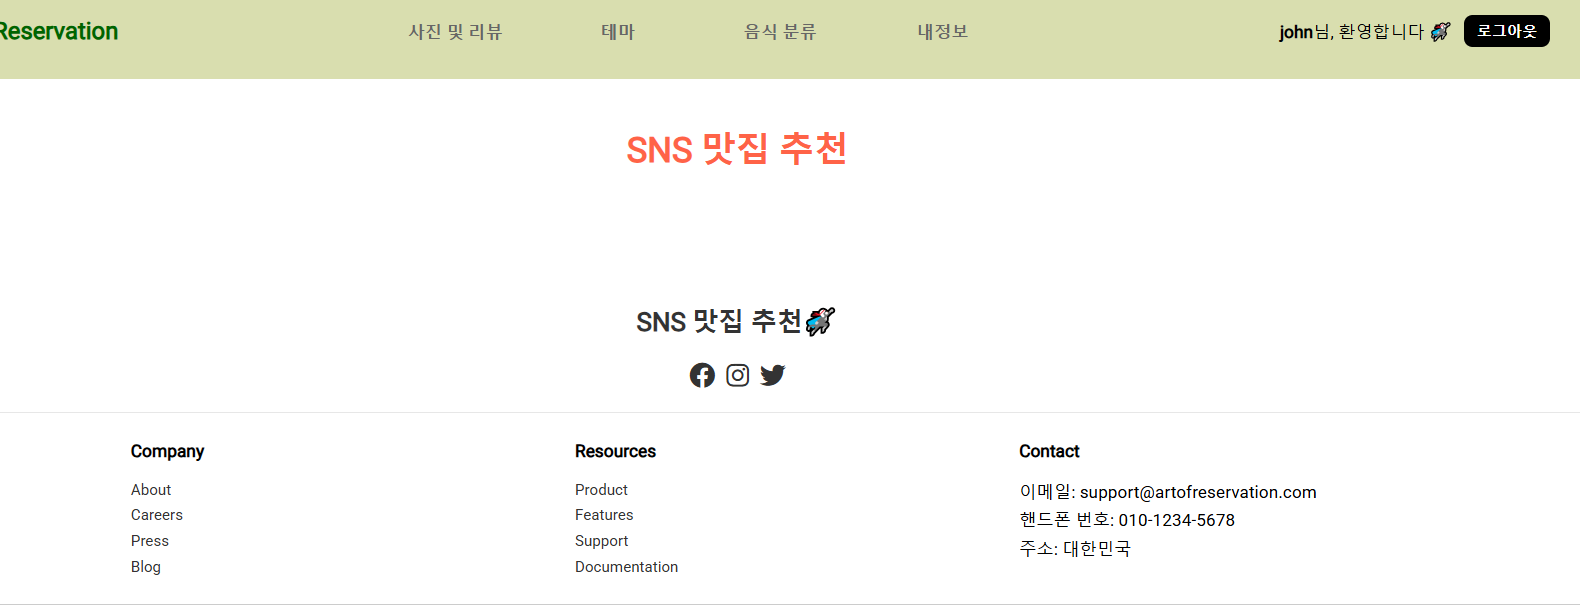 Reservation
사진 및 리뷰 테마 음식 분류 내정보 john님, 환영합니다 로그아웃
SNS 맛집 추천
SNS 맛집 추천
Company
About
Careers
Press
Blog
Resources
Product
Features
Support
Documentation
Contact
이메일: support@artofreservation.com
핸드폰 번호: 010-1234-5678
주소: 대한민국